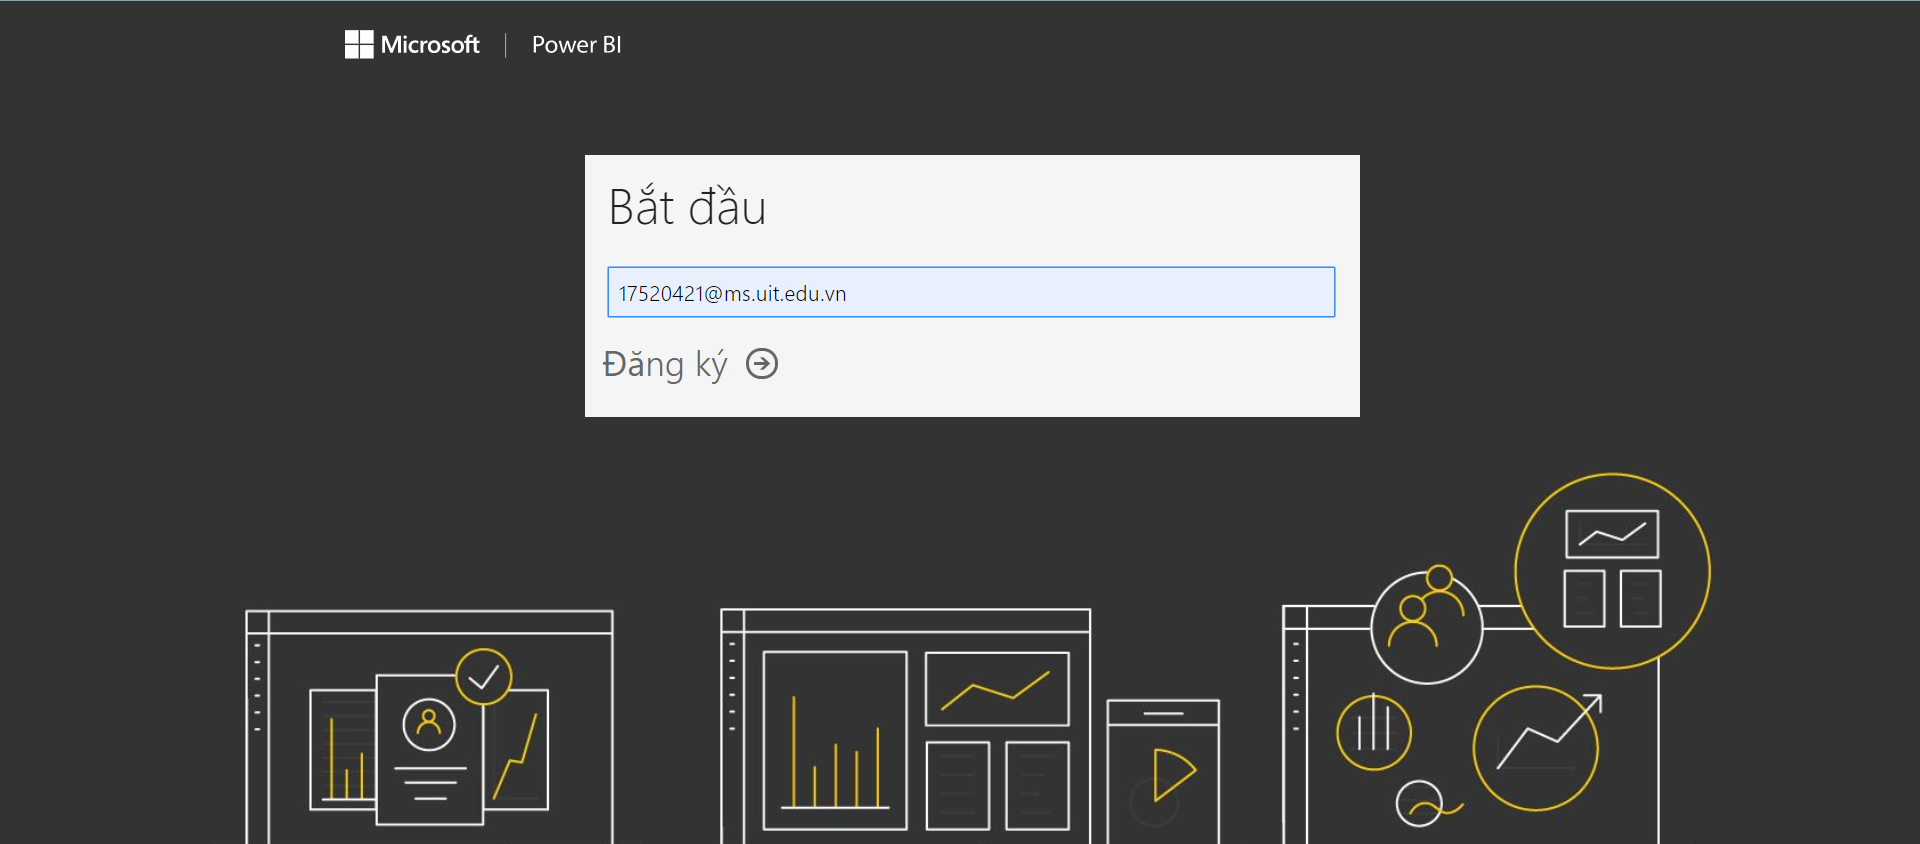 Microsoft | Power BI
Bắt đầu
17520421@ms.uit.edu.vn
Đăng ký